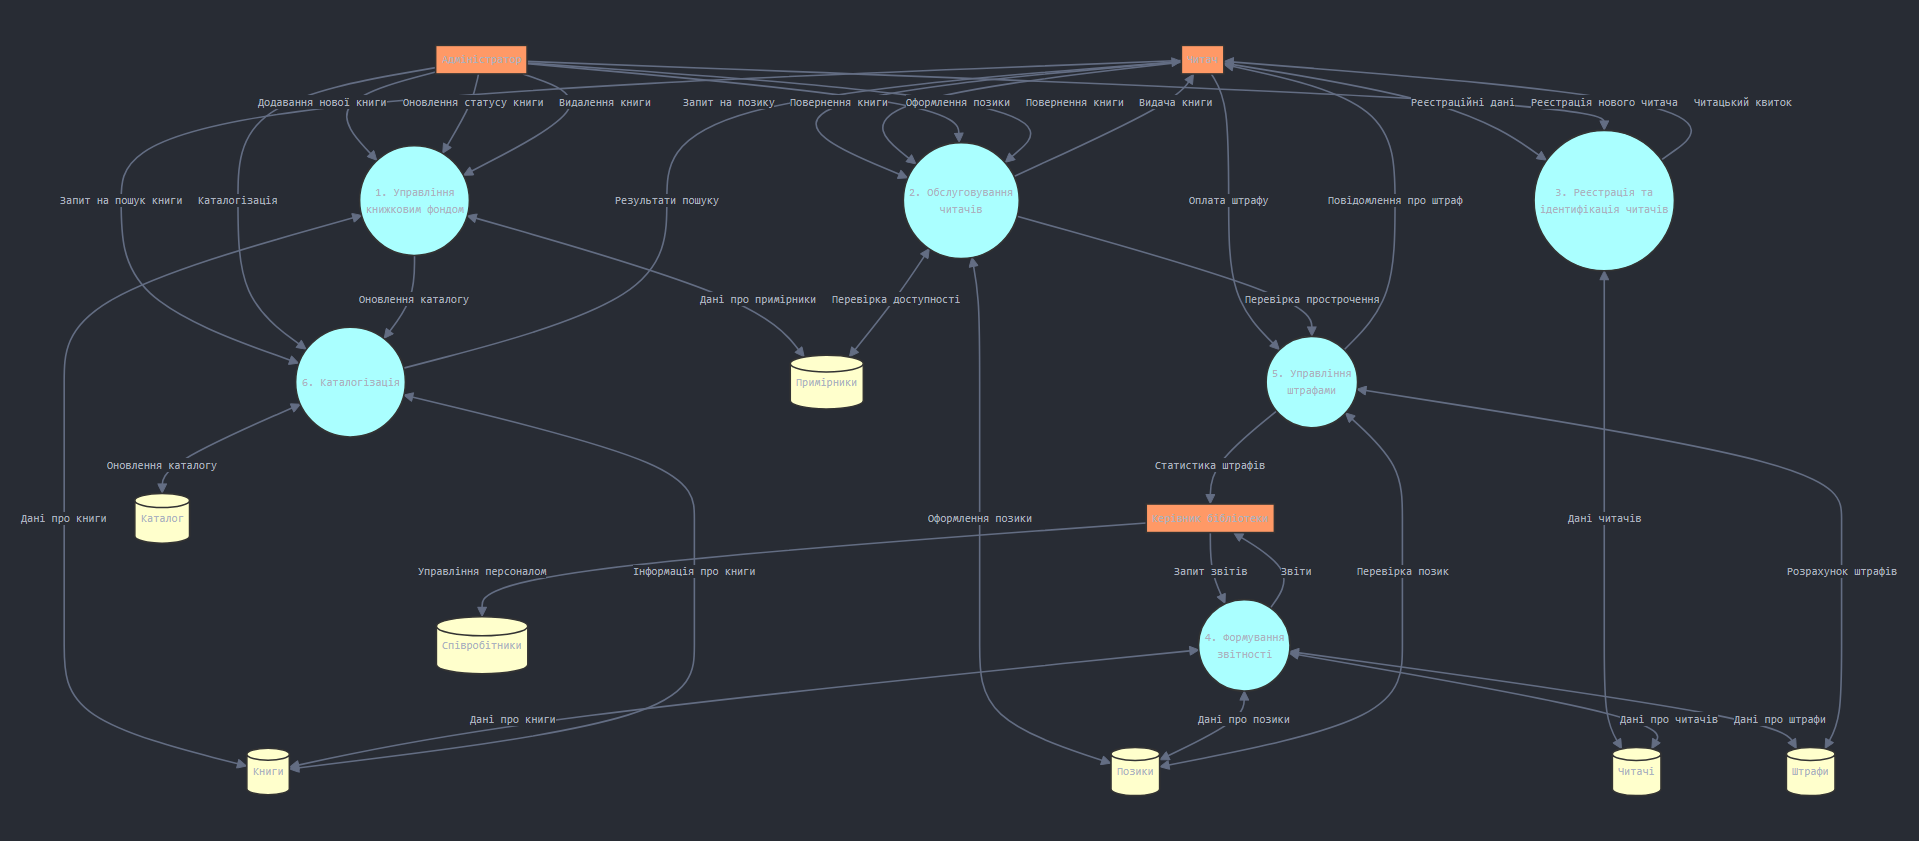 Адміністратор
Читач
Додавання нової книги
Оновлення статусу книги
Видалення книги
Запит на позику
Повернення книги
Оформлення позики
Повернення книги
Видача книги
Реєстраційні дані
Реєстрація нового читача
Читацький квиток
Запит на пошук книги
Каталогізація
1. Управління
книжковим фондом
Результати пошуку
2. Обслуговування
читачів
Оплата штрафу
Повідомлення про штраф
3. Реєстрація та
ідентифікація читачів
Оновлення каталогу
Дані про примірники
Перевірка доступності
Перевірка прострочення
6. Каталогізація
Примірники
5. Управління
штрафами
Оновлення каталогу
Статистика штрафів
Дані про книги
Каталог
Оформлення позики
Дані читачів
Управління персоналом
Інформація про книги
Запит звітів
Звіти
Перевірка позик
Розрахунок штрафів
Співробітники
4. Формування
звітності
Дані про книги
Дані про позики
Дані про читачів
Дані про штрафи
Книги
Позики
Читачі
Штрафи